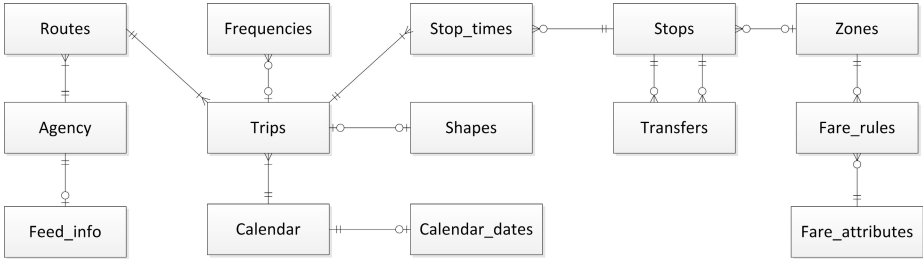 Routes
Frequencies
Stop_times
Stops
Zones
Agency
Trips
Shapes
Transfers
Fare_rules
Feed_info
Calendar
Calendar_dates
Fare_attributes